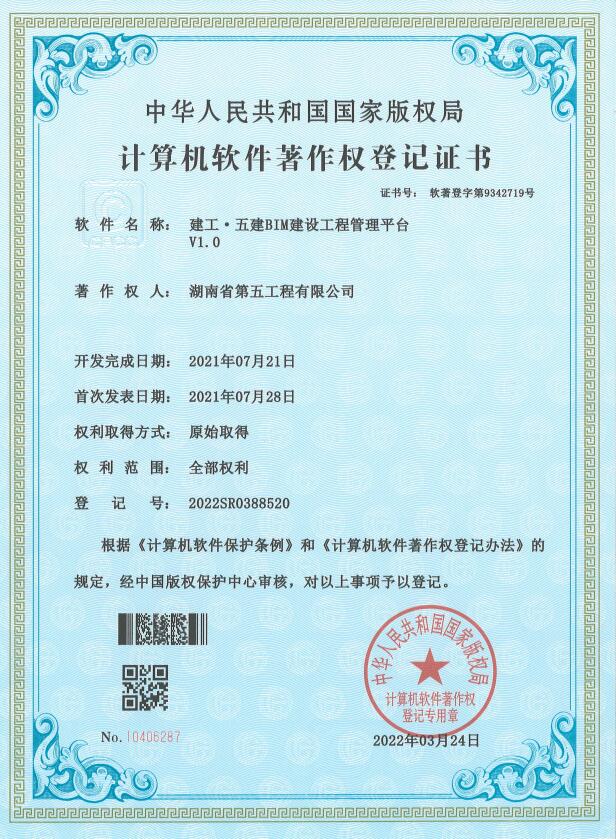 中华人民共和国国家版权局
计算机软件著作权登记证书
证书号： 软著登字第9342719号
软件名称： 建工·五建BIM建设工程管理平台
V1.0
著作权人： 湖南省第五工程有限公司
开发完成日期： 2021年07月21日
首次发表日期： 2021年07月28日
权利取得方式： 原始取得
权利范围： 全部权利
登记号： 2022SR0388520
根据《计算机软件保护条例》和《计算机软件著作权登记办法》的
规定，经中国版权保护中心审核，对以上事项予以登记。
中华人民共和国国家版权局
计算机软件著作权
登记专用章
No. 10406287
2022年03月24日